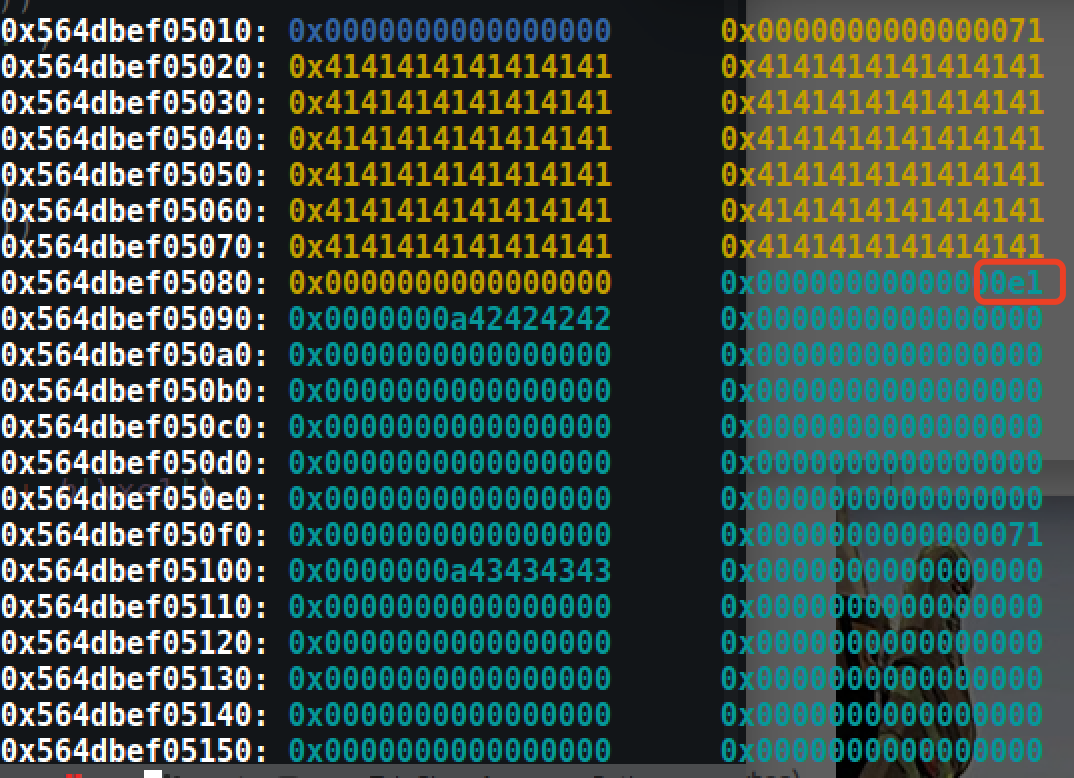 0x564dbef05010: 0x0000000000000000 0x0000000000000071
0x564dbef05020: 0x4141414141414141 0x4141414141414141
0x564dbef05030: 0x4141414141414141 0x4141414141414141
0x564dbef05040: 0x4141414141414141 0x4141414141414141
0x564dbef05050: 0x4141414141414141 0x4141414141414141
0x564dbef05060: 0x4141414141414141 0x4141414141414141
0x564dbef05070: 0x4141414141414141 0x4141414141414141
0x564dbef05080: 0x0000000000000000 0x00000000000000e1
0x564dbef05090: 0x0000000a42424242 0x0000000000000000
0x564dbef050a0: 0x0000000000000000 0x0000000000000000
0x564dbef050b0: 0x0000000000000000 0x0000000000000000
0x564dbef050c0: 0x0000000000000000 0x0000000000000000
0x564dbef050d0: 0x0000000000000000 0x0000000000000000
0x564dbef050e0: 0x0000000000000000 0x0000000000000000
0x564dbef050f0: 0x0000000000000000 0x0000000000000071
0x564dbef05100: 0x0000000a43434343 0x0000000000000000
0x564dbef05110: 0x0000000000000000 0x0000000000000000
0x564dbef05120: 0x0000000000000000 0x0000000000000000
0x564dbef05130: 0x0000000000000000 0x0000000000000000
0x564dbef05140: 0x0000000000000000 0x0000000000000000
0x564dbef05150: 0x0000000000000000 0x0000000000000000